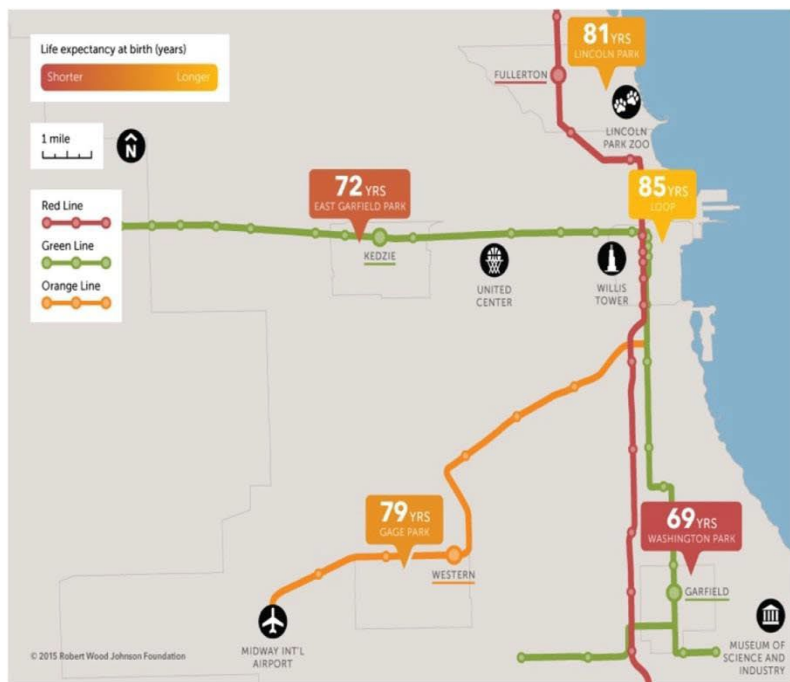 Life expectancy at birth (years)
Shorter Longer
1 mile
N
Red Line
Green Line
Orange Line
81 YRS
LINCOLN PARK
FULLERTON
LINCOLN
PARK ZOO
72 YRS
EAST GARFIELD PARK
85 YRS
LOOP
KEDZIE
UNITED
CENTER
WILLIS
TOWER
79 YRS
GAGE PARK
WESTERN
69 YRS
WASHINGTON PARK
GARFIELD
MIDWAY INT'L
AIRPORT
MUSEUM OF
SCIENCE AND
INDUSTRY
© 2015 Robert Wood Johnson Foundation